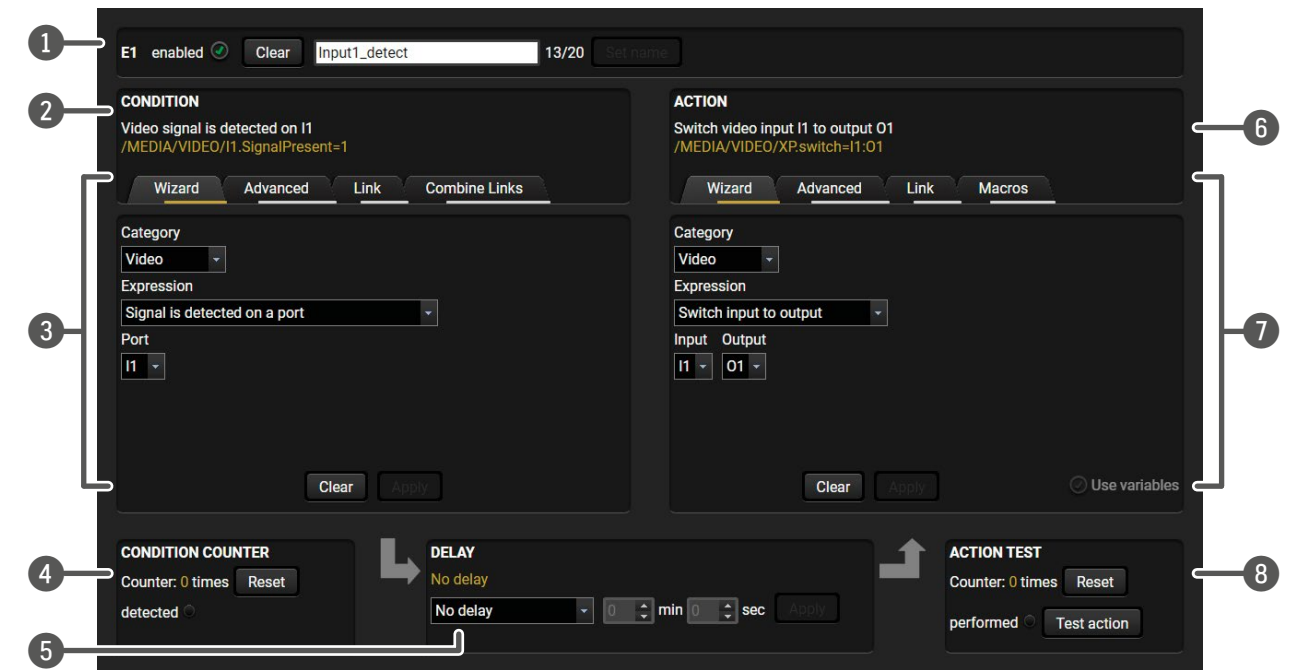 1
E1 enabled Clear Input1_detect 13/20 Set name
2
CONDITION
Video signal is detected on I1
/MEDIA/VIDEO/I1.SignalPresent=1
Wizard Advanced Link Combine Links
3
Category
Video
Expression
Signal is detected on a port
Port
I1
Clear Apply
ACTION
Switch video input I1 to output O1
/MEDIA/VIDEO/XP.switch=I1:O1
6
Wizard Advanced Link Macros
Category
Video
Expression
Switch input to output
Input Output
I1 O1
7
Clear Apply Use variables
4
CONDITION COUNTER
Counter: 0 times Reset
detected
5
DELAY
No delay
No delay 0 min 0 sec Apply
ACTION TEST
Counter: 0 times Reset
performed Test action
8